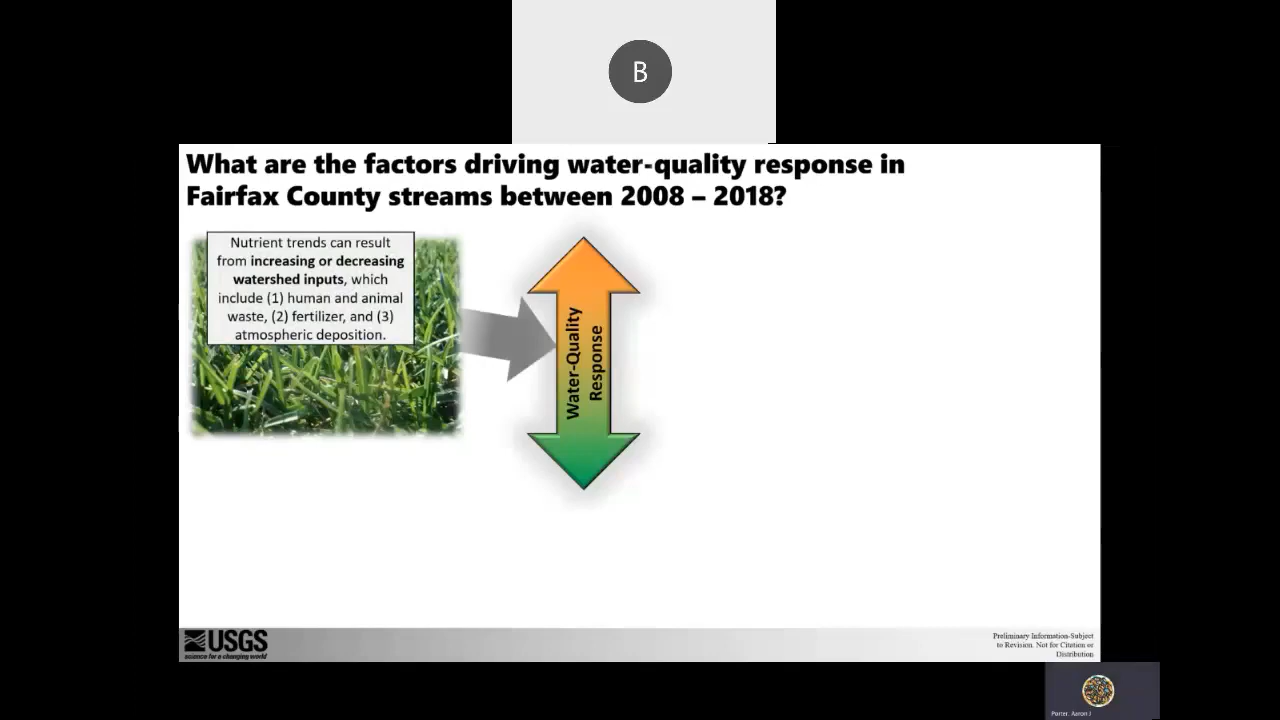 B
What are the factors driving water-quality response in
Fairfax County streams between 2008 – 2018?
Nutrient trends can result
from increasing or decreasing
watershed inputs, which
include (1) human and animal
waste, (2) fertilizer, and (3)
atmospheric deposition.
Water-Quality
Response
USGS
science for a changing world
Preliminary Information-Subject
to Revision. Not for Citation or
Distribution
Porter, Aaron J